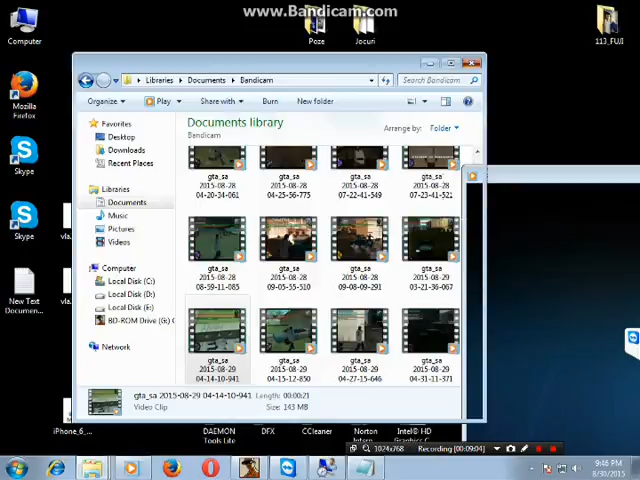 www.Bandicam.com
Computer
Poze
Jocuri
113_FUJI
Libraries
Documents
Bandicam
Search Bandicam
Organize
Play
Share with
Burn
New folder
Favorites
Desktop
Downloads
Recent Places
Libraries
Documents
Music
Pictures
Videos
Computer
Local Disk (C:)
Local Disk (D:)
Local Disk (E:)
BD-ROM Drive (G:) C
Network
Documents library
Bandicam
Arrange by:
Folder
gta_sa
2015-08-28
04-20-34-061
gta_sa
2015-08-28
04-25-56-775
gta_sa
2015-08-28
07-22-41-549
gta_sa
2015-08-28
07-23-41-521
gta_sa
2015-08-28
08-59-11-085
gta_sa
2015-08-28
09-05-55-510
gta_sa
2015-08-28
09-08-09-291
gta_sa
2015-08-29
03-21-36-067
gta_sa
2015-08-29
04-14-10-941
gta_sa
2015-08-29
04-15-12-850
gta_sa
2015-08-29
04-27-15-646
gta_sa
2015-08-29
04-31-11-371
gta_sa 2015-08-29 04-14-10-941
Length: 00:00:21
Video Clip
Size: 143 MB
Mozilla
Firefox
Skype
Skype
vla.
New Text
Documen...
vla.
iPhone_6_...
DAEMON
Tools Lite
DFX
CCleaner
Norton
Intern
Intel® HD
Graphics C
1024x768
Recording [00:09:04]
9:46 PM
8/30/2015